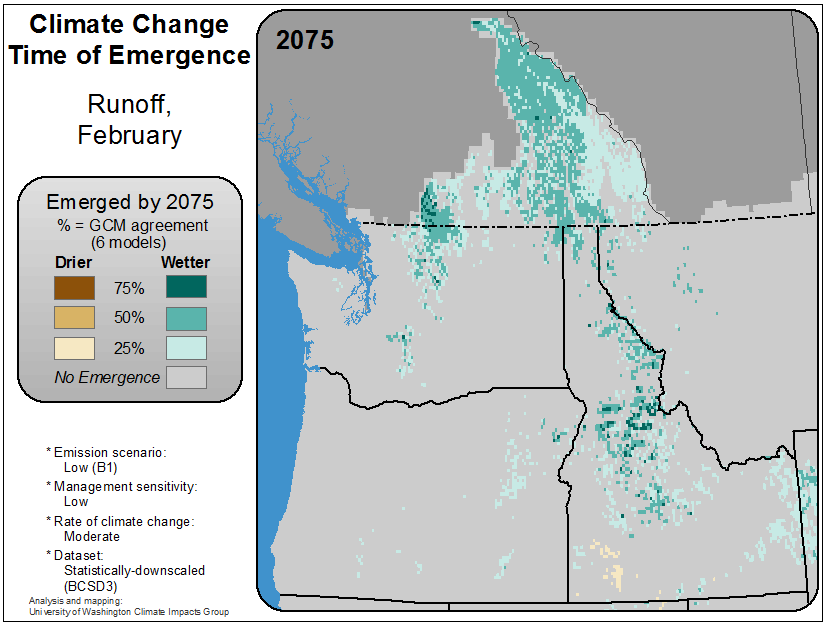 Climate Change
Time of Emergence
Runoff,
February
2075
Emerged by 2075
% = GCM agreement
(6 models)
Drier Wetter
75%
50%
25%
No Emergence
* Emission scenario:
Low (B1)
* Management sensitivity:
Low
* Rate of climate change:
Moderate
* Dataset:
Statistically-downscaled
(BCSD3)
Analysis and mapping:
University of Washington Climate Impacts Group